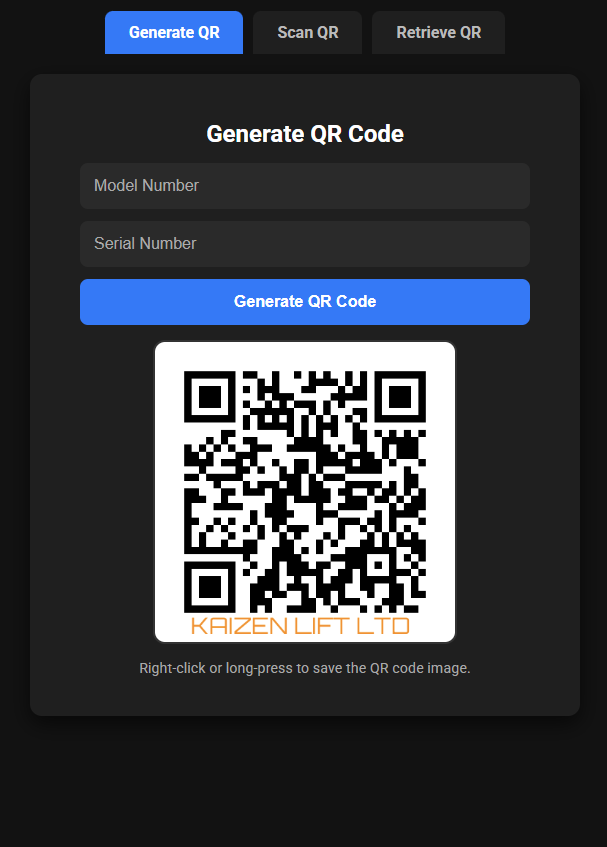 Generate QR Scan QR Retrieve QR
Generate QR Code
Model Number
Serial Number
Generate QR Code
KAIZEN LIFT LTD
Right-click or long-press to save the QR code image.